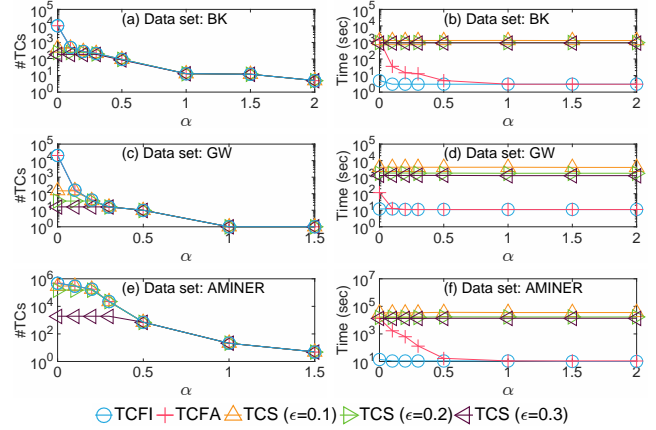 (a) Data set: BK
#TCs
10^5
10^4
10^3
10^2
10^1
10^0
0 0.5 1 1.5 2
α
(b) Data set: BK
Time (sec)
10^5
10^4
10^3
10^2
10^1
10^0
0 0.5 1 1.5 2
α
(c) Data set: GW
#TCs
10^5
10^4
10^3
10^2
10^1
10^0
0 0.5 1 1.5
α
(d) Data set: GW
Time (sec)
10^5
10^4
10^3
10^2
10^1
10^0
0 0.5 1 1.5 2
α
(e) Data set: AMINER
#TCs
10^6
10^4
10^2
10^0
0 0.5 1 1.5
α
(f) Data set: AMINER
Time (sec)
10^7
10^5
10^3
10^1
0 0.5 1 1.5 2
α
TCFI TCFA TCS (ϵ=0.1) TCS (ϵ=0.2) TCS (ϵ=0.3)